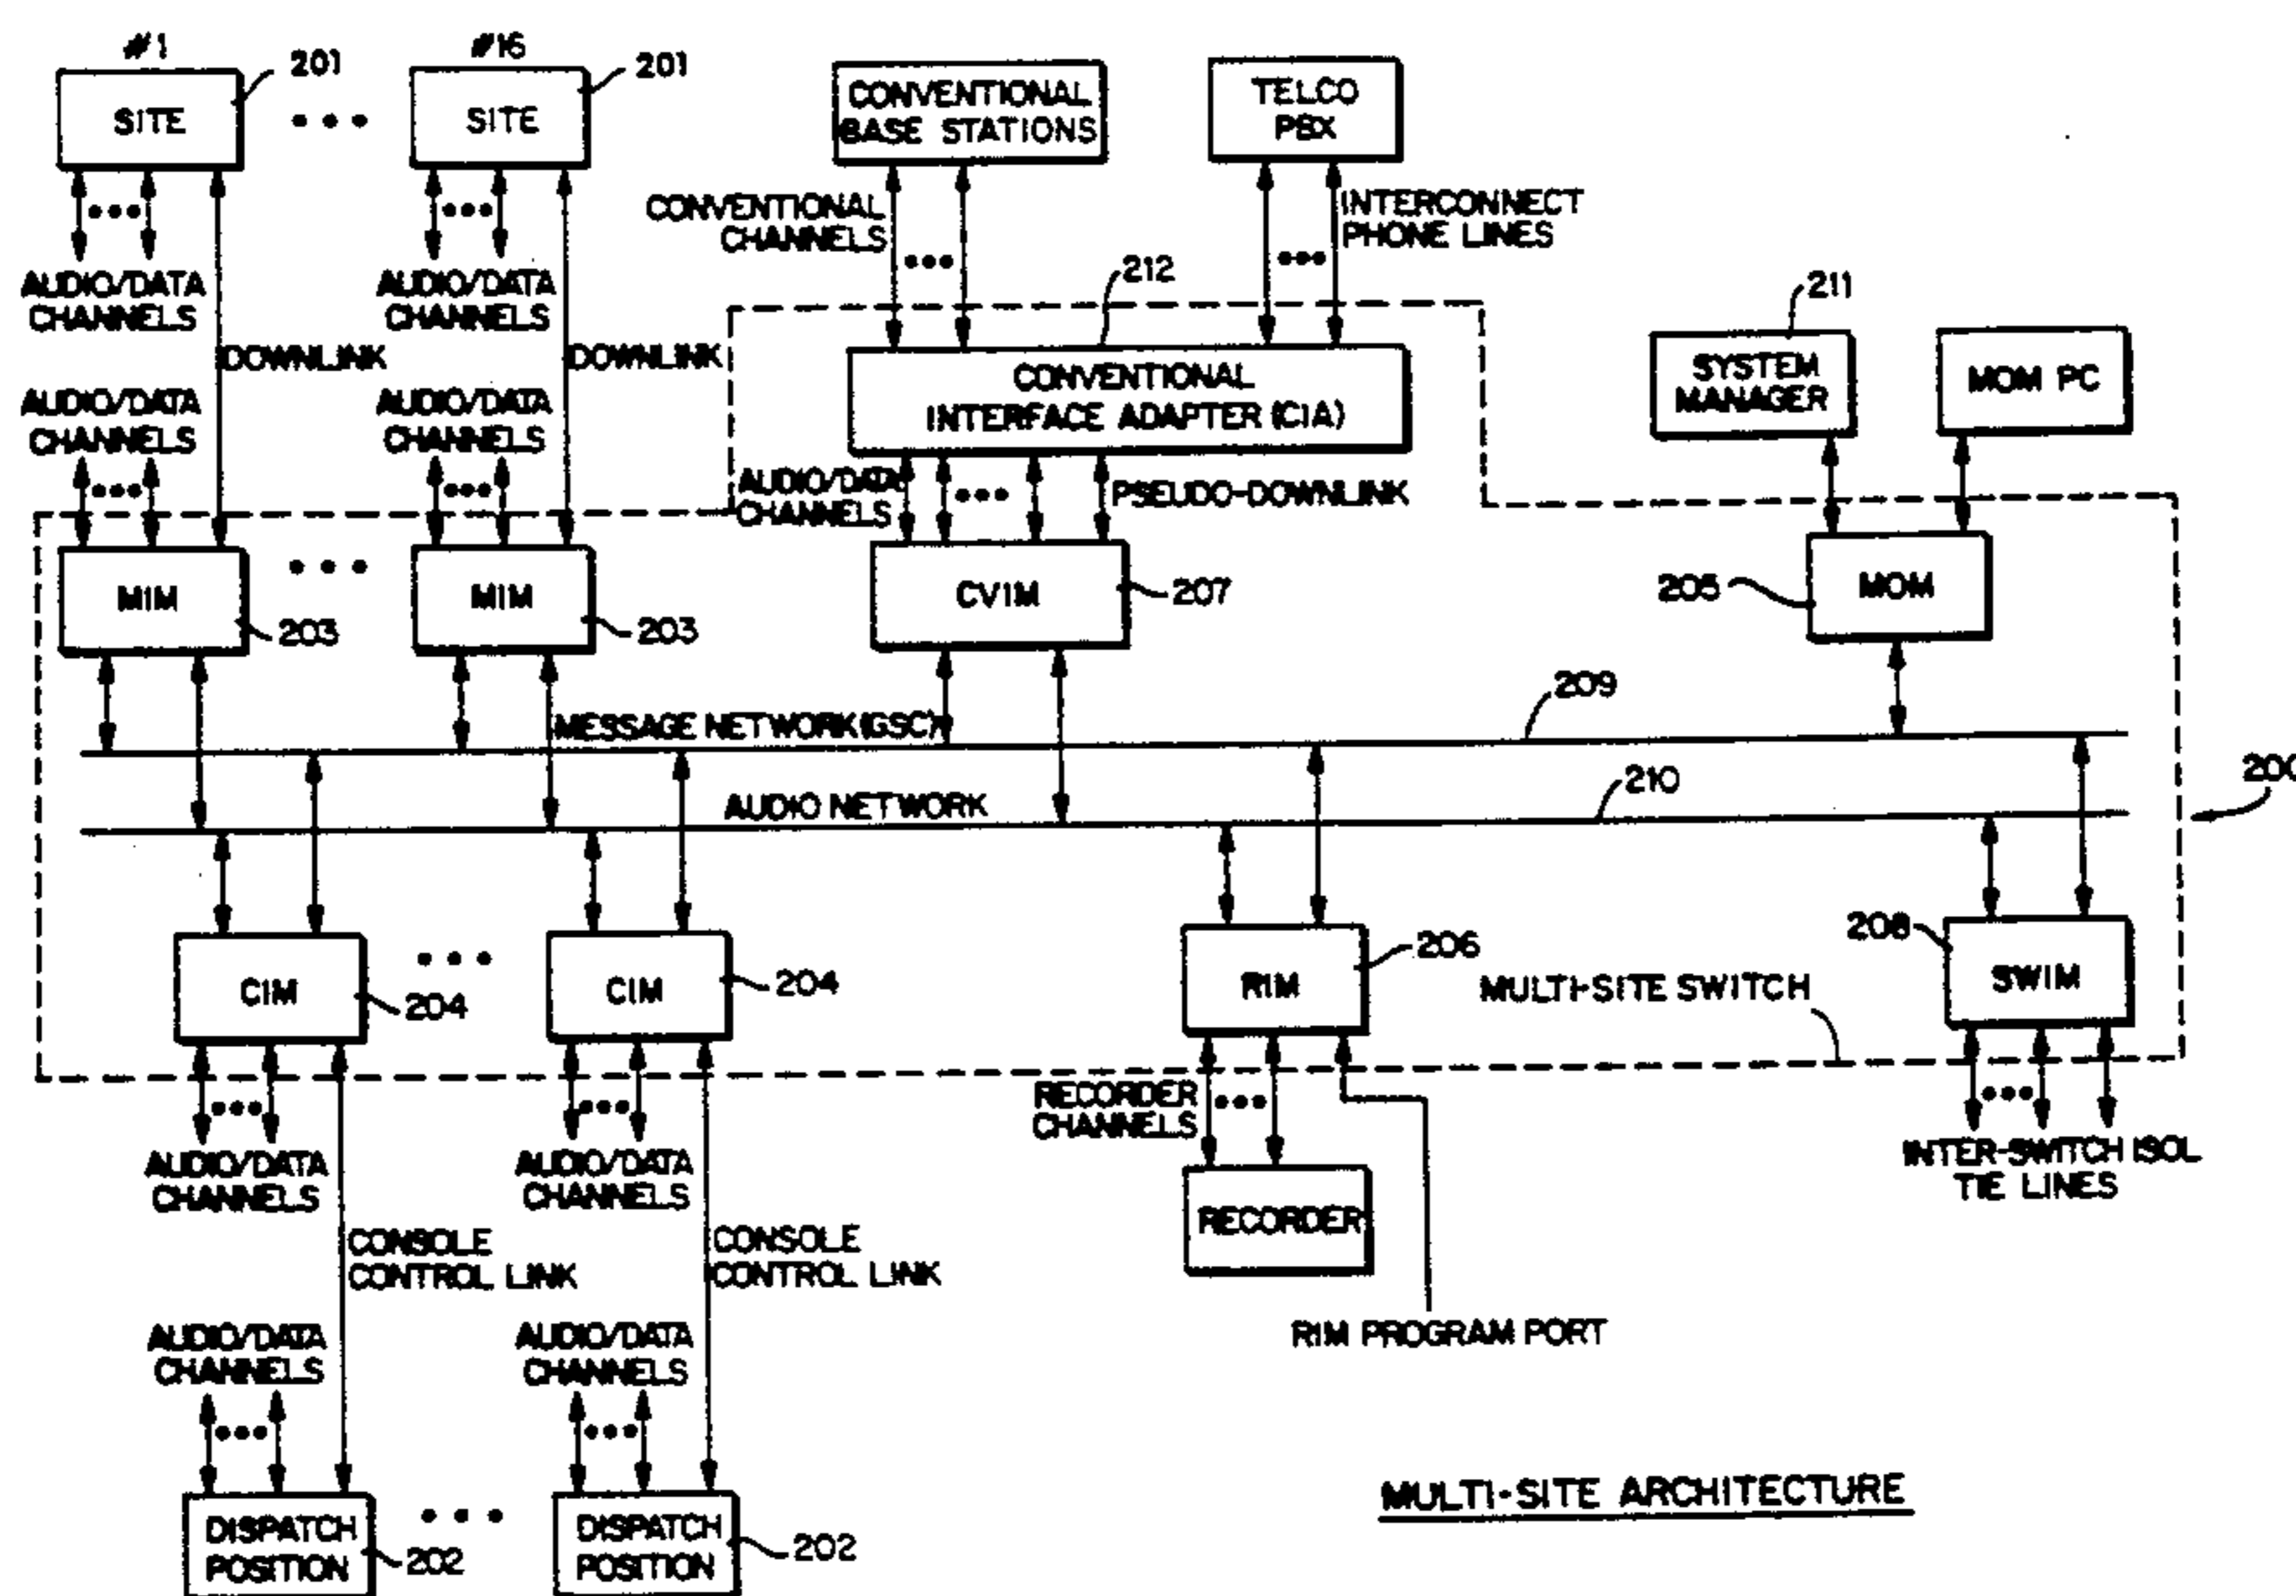 #1
201
SITE
#16
201
SITE
CONVENTIONAL
BASE STATIONS
TELCO
PBX
AUDIO/DATA
CHANNELS
AUDIO/DATA
CHANNELS
CONVENTIONAL
CHANNELS
INTERCONNECT
PHONE LINES
212
211
DOWNLINK
DOWNLINK
CONVENTIONAL
INTERFACE ADAPTER (CIA)
SYSTEM
MANAGER
MOM PC
AUDIO/DATA
CHANNELS
AUDIO/DATA
CHANNELS
AUDIO/DATA
CHANNELS
PSEUDO-DOWNLINK
MIM
203
MIM
203
CVIM
207
205
MOM
MESSAGE NETWORK (GSC)
209
AUDIO NETWORK
210
200
CIM
204
CIM
204
RIM
206
MULTI-SITE SWITCH
208
SWIM
AUDIO/DATA
CHANNELS
AUDIO/DATA
CHANNELS
RECORDER
CHANNELS
INTER-SWITCH ISOL
TIE LINES
CONSOLE
CONTROL LINK
CONSOLE
CONTROL LINK
RECORDER
AUDIO/DATA
CHANNELS
AUDIO/DATA
CHANNELS
RIM PROGRAM PORT
DISPATCH
POSITION
202
DISPATCH
POSITION
202
MULTI-SITE ARCHITECTURE